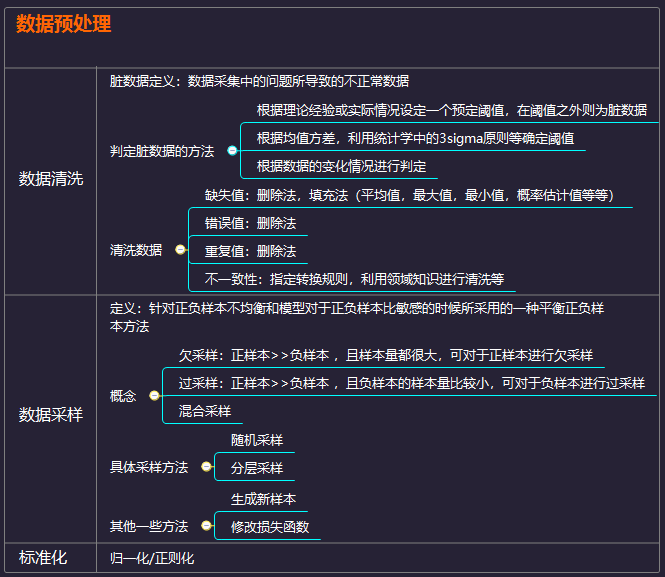 数据预处理
数据清洗
脏数据定义：数据采集中的问题所导致的不正常数据
判定脏数据的方法
根据理论经验或实际情况设定一个预定阈值，在阈值之外则为脏数据
根据均值方差，利用统计学中的3sigma原则等确定阈值
根据数据的变化情况进行判定
清洗数据
缺失值：删除法，填充法（平均值，最大值，最小值，概率估计值等等）
错误值：删除法
重复值：删除法
不一致性：指定转换规则，利用领域知识进行清洗等
数据采样
定义：针对正负样本不均衡和模型对于正负样本比敏感的时候所采用的一种平衡正负样
本方法
概念
欠采样：正样本>>负样本 ，且样本量都很大，可对于正样本进行欠采样
过采样：正样本>>负样本 ，且负样本的样本量比较小，可对于负样本进行过采样
混合采样
具体采样方法
随机采样
分层采样
其他一些方法
生成新样本
修改损失函数
标准化
归一化/正则化